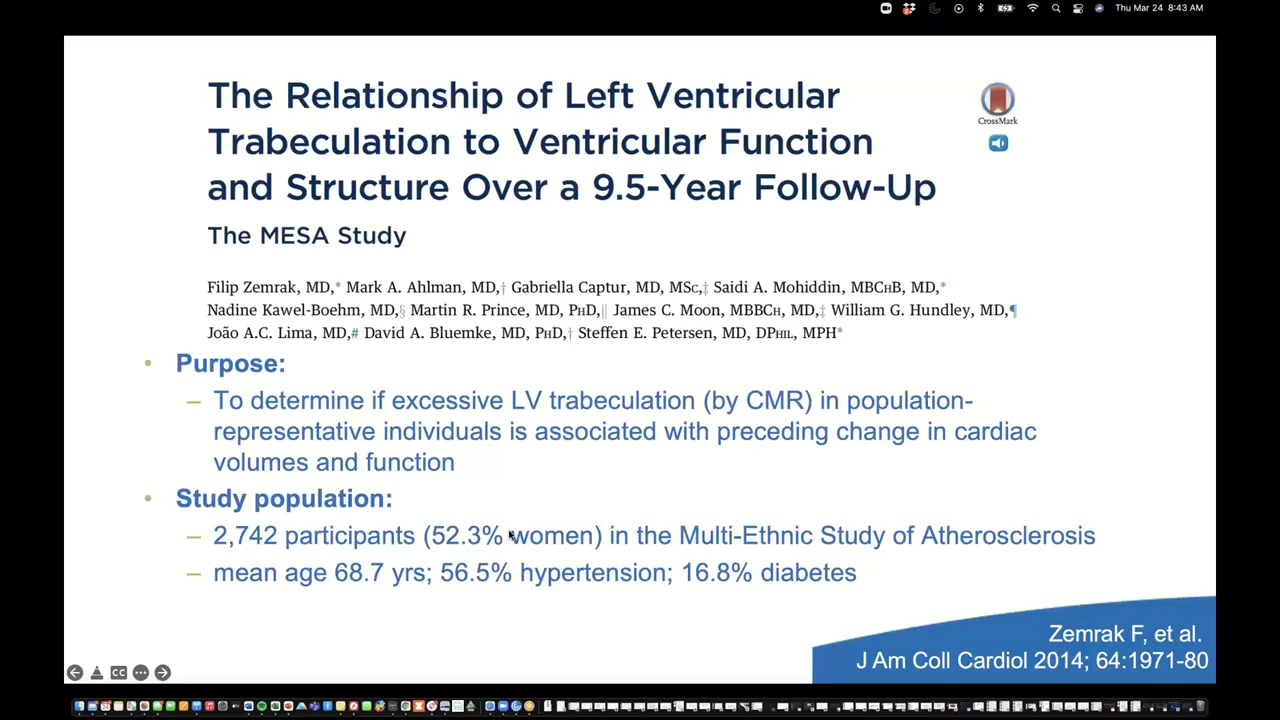 Thu Mar 24 8:43 AM
The Relationship of Left Ventricular
Trabeculation to Ventricular Function
and Structure Over a 9.5-Year Follow-Up
CrossMark
The MESA Study
Filip Zemrak, MD,* Mark A. Ahlman, MD,† Gabriella Captur, MD, MSc,‡ Saidi A. Mohiddin, MBChB, MD,*
Nadine Kawel-Boehm, MD,§ Martin R. Prince, MD, PhD,|| James C. Moon, MBBCh, MD,‡ William G. Hundley, MD,¶
João A.C. Lima, MD,# David A. Bluemke, MD, PhD,† Steffen E. Petersen, MD, DPhil, MPH*
• Purpose:
– To determine if excessive LV trabeculation (by CMR) in population-
representative individuals is associated with preceding change in cardiac
volumes and function
• Study population:
– 2,742 participants (52.3% women) in the Multi-Ethnic Study of Atherosclerosis
– mean age 68.7 yrs; 56.5% hypertension; 16.8% diabetes
Zemrak F, et al.
J Am Coll Cardiol 2014; 64:1971-80
CC